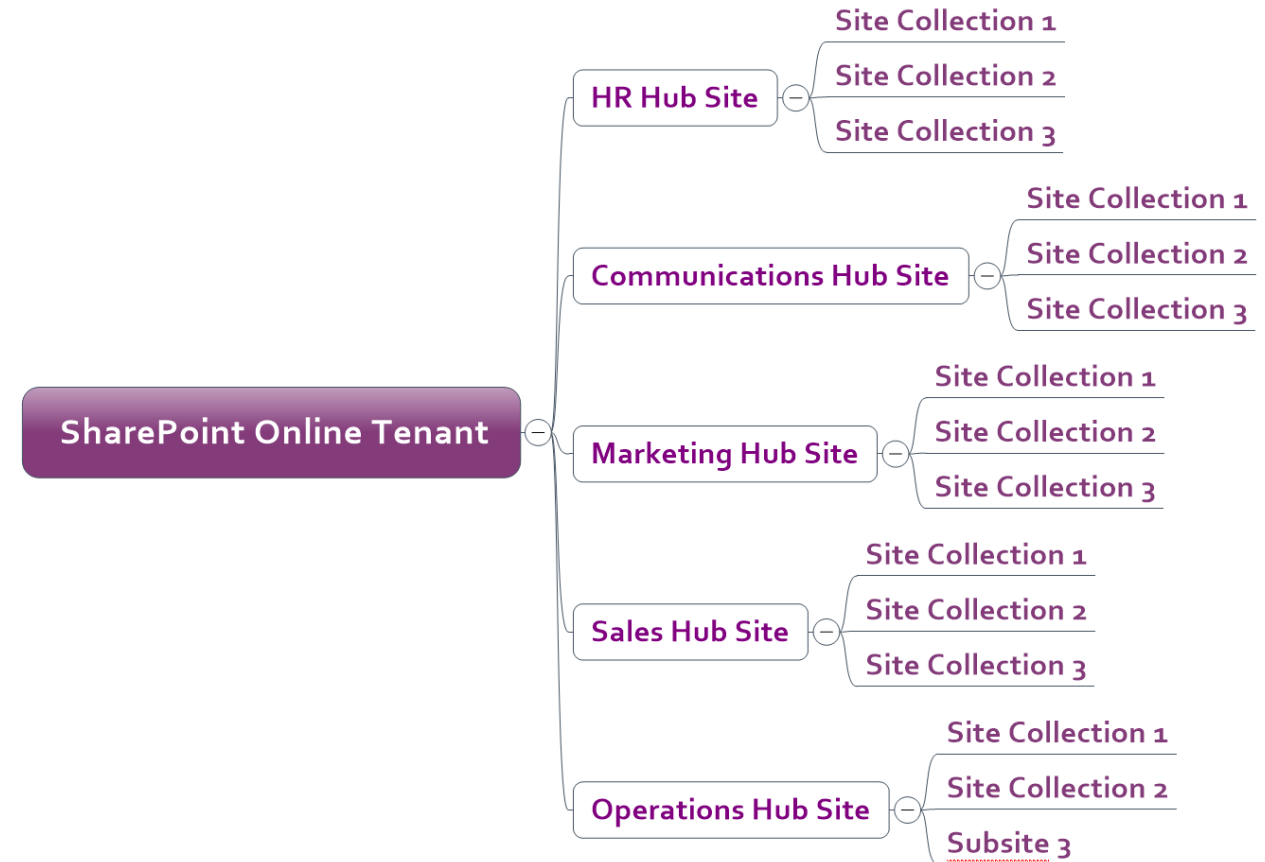 SharePoint Online Tenant
HR Hub Site
Site Collection 1
Site Collection 2
Site Collection 3
Communications Hub Site
Site Collection 1
Site Collection 2
Site Collection 3
Marketing Hub Site
Site Collection 1
Site Collection 2
Site Collection 3
Sales Hub Site
Site Collection 1
Site Collection 2
Site Collection 3
Operations Hub Site
Site Collection 1
Site Collection 2
Subsite 3